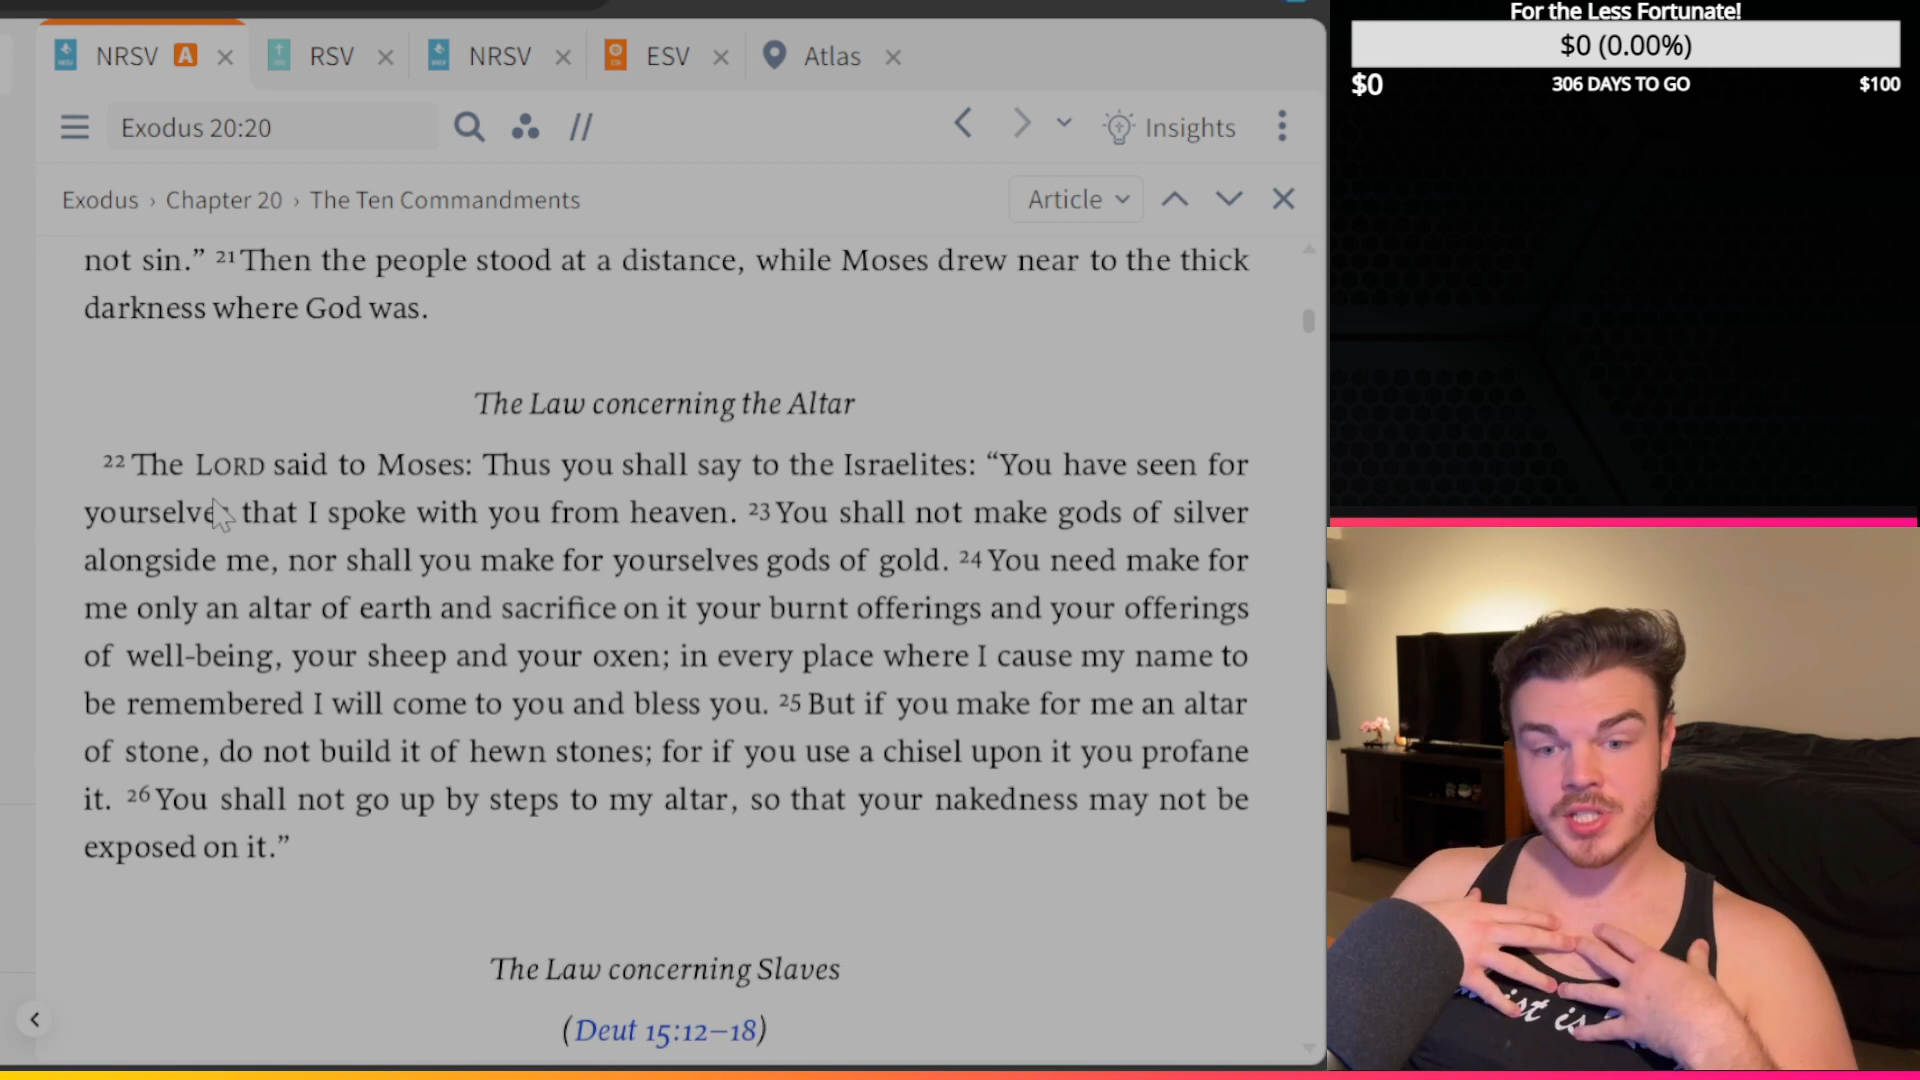 NRSV A
RSV
NRSV
ESV
Atlas
Exodus 20:20
Insights
Exodus › Chapter 20 › The Ten Commandments
Article
not sin.” 21 Then the people stood at a distance, while Moses drew near to the thick
darkness where God was.
The Law concerning the Altar
22 The LORD said to Moses: Thus you shall say to the Israelites: “You have seen for
yourselves that I spoke with you from heaven. 23 You shall not make gods of silver
alongside me, nor shall you make for yourselves gods of gold. 24 You need make for
me only an altar of earth and sacrifice on it your burnt offerings and your offerings
of well-being, your sheep and your oxen; in every place where I cause my name to
be remembered I will come to you and bless you. 25 But if you make for me an altar
of stone, do not build it of hewn stones; for if you use a chisel upon it you profane
it. 26 You shall not go up by steps to my altar, so that your nakedness may not be
exposed on it.”
The Law concerning Slaves
(Deut 15:12–18)
For the Less Fortunate!
$0 (0.00%)
$0 306 DAYS TO GO $100
is